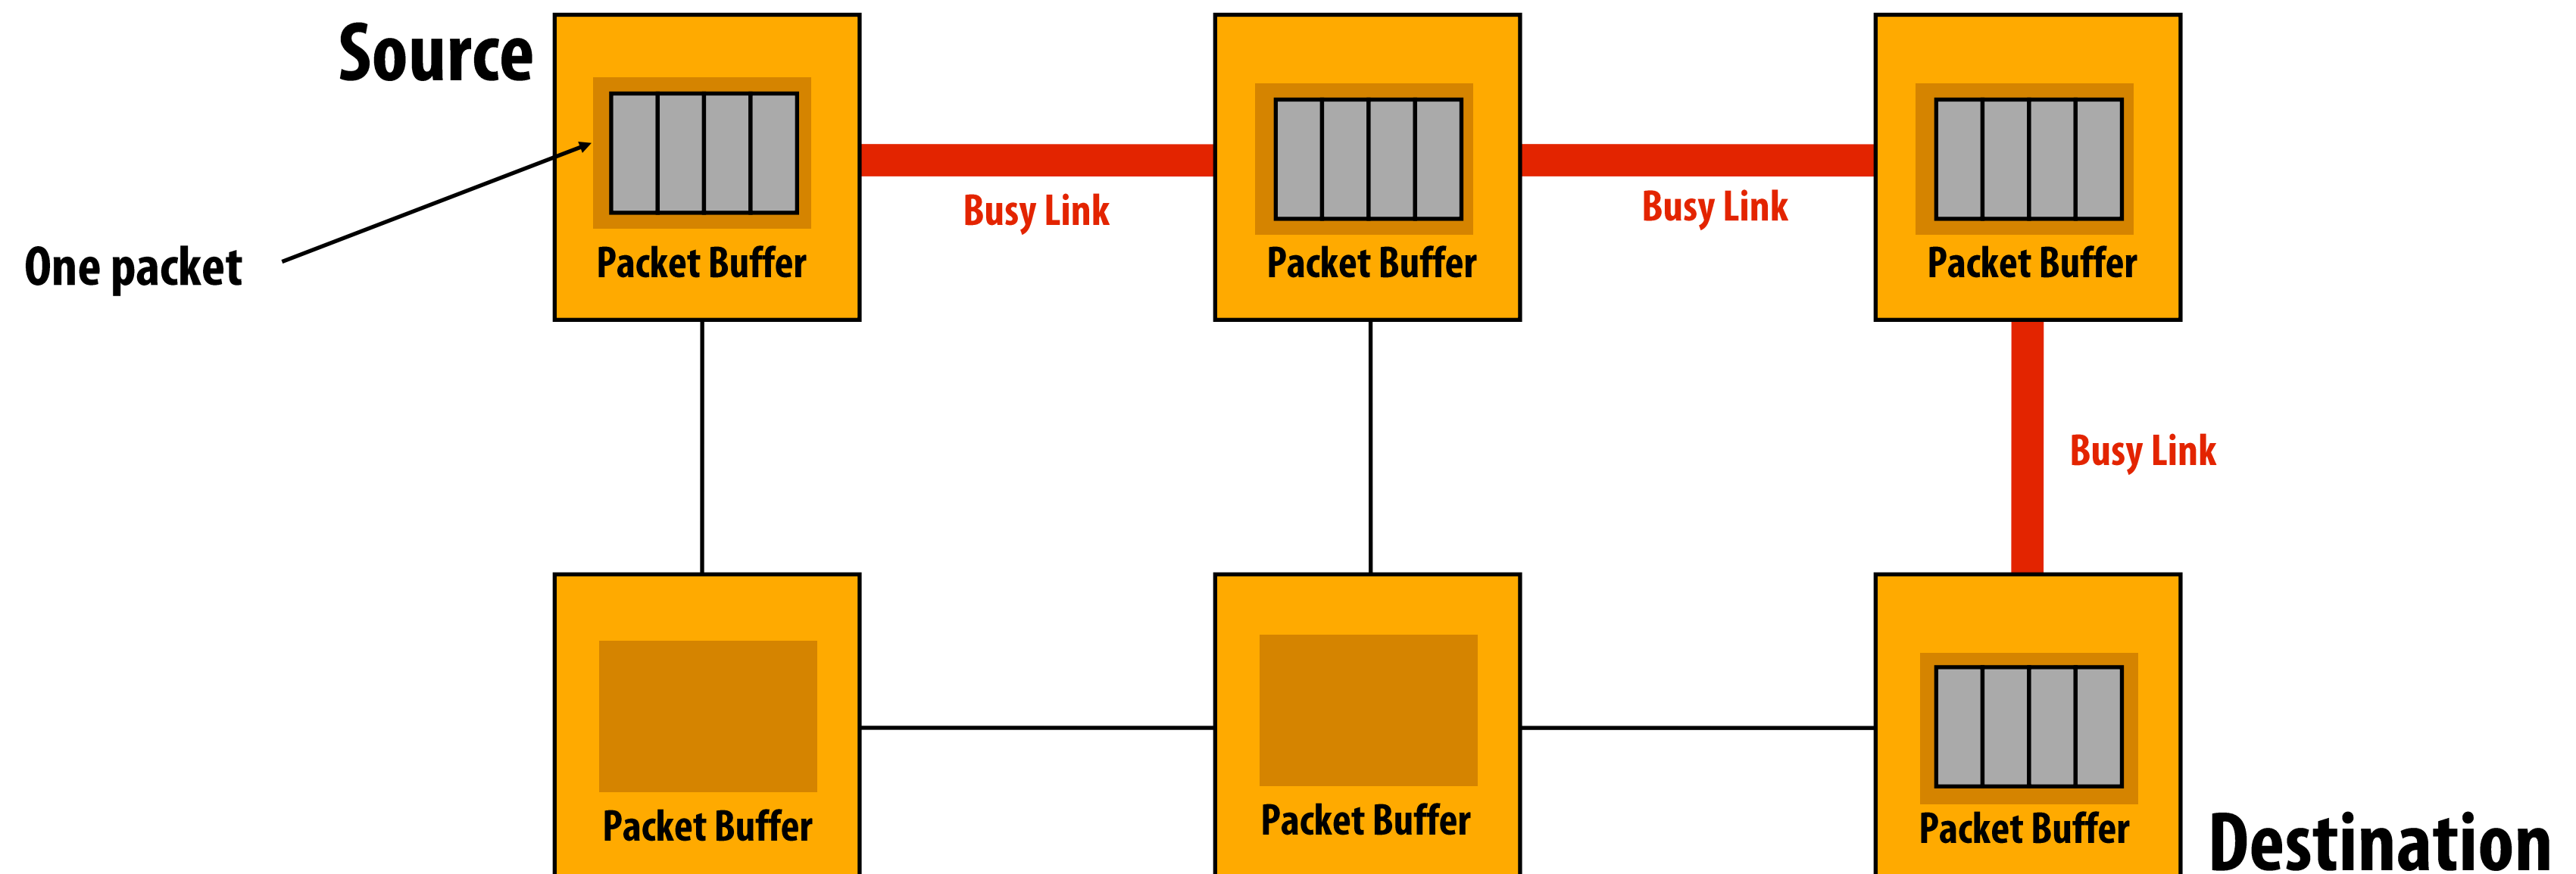 Source
One packet
Packet Buffer
Busy Link
Packet Buffer
Busy Link
Packet Buffer
Busy Link
Packet Buffer
Packet Buffer
Packet Buffer
Destination